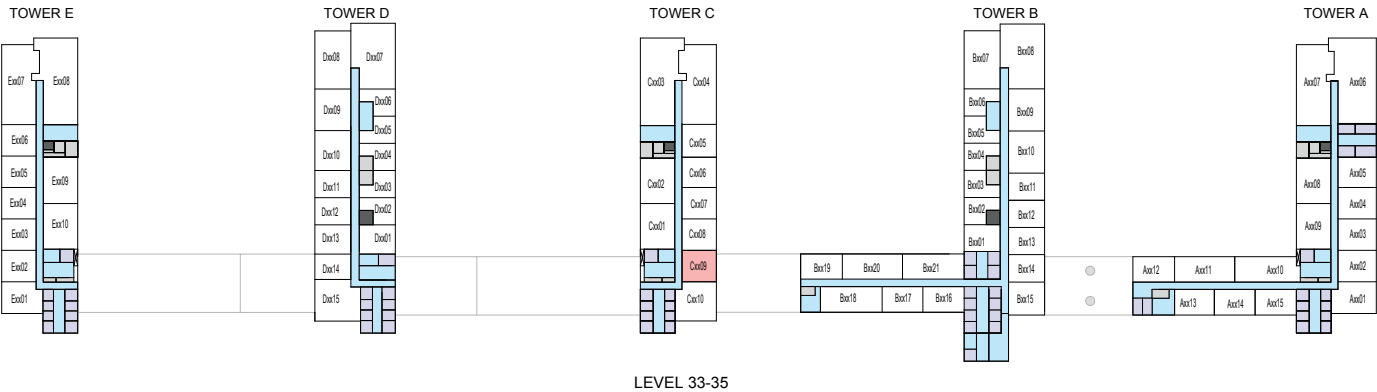 TOWER E
TOWER D
TOWER C
TOWER B
TOWER A
Exx07
Exx08
Exx06
Exx05
Exx09
Exx04
Exx03
Exx10
Exx02
Exx01
Dxx08
Dxx07
Dxx09
Dxx06
Dxx05
Dxx10
Dxx04
Dxx11
Dxx03
Dxx12
Dxx02
Dxx13
Dxx01
Dxx14
Dxx15
Cxx03
Cxx04
Cxx05
Cxx06
Cxx02
Cxx07
Cxx01
Cxx08
Cxx09
Cxx10
Bxx07
Bxx08
Bxx06
Bxx09
Bxx05
Bxx04
Bxx10
Bxx03
Bxx11
Bxx02
Bxx12
Bxx01
Bxx13
Bxx19
Bxx20
Bxx21
Bxx14
Bxx18
Bxx17
Bxx16
Bxx15
Axx07
Axx06
Axx05
Axx08
Axx04
Axx09
Axx03
Axx12
Axx11
Axx10
Axx02
Axx13
Axx14
Axx15
Axx01
LEVEL 33-35